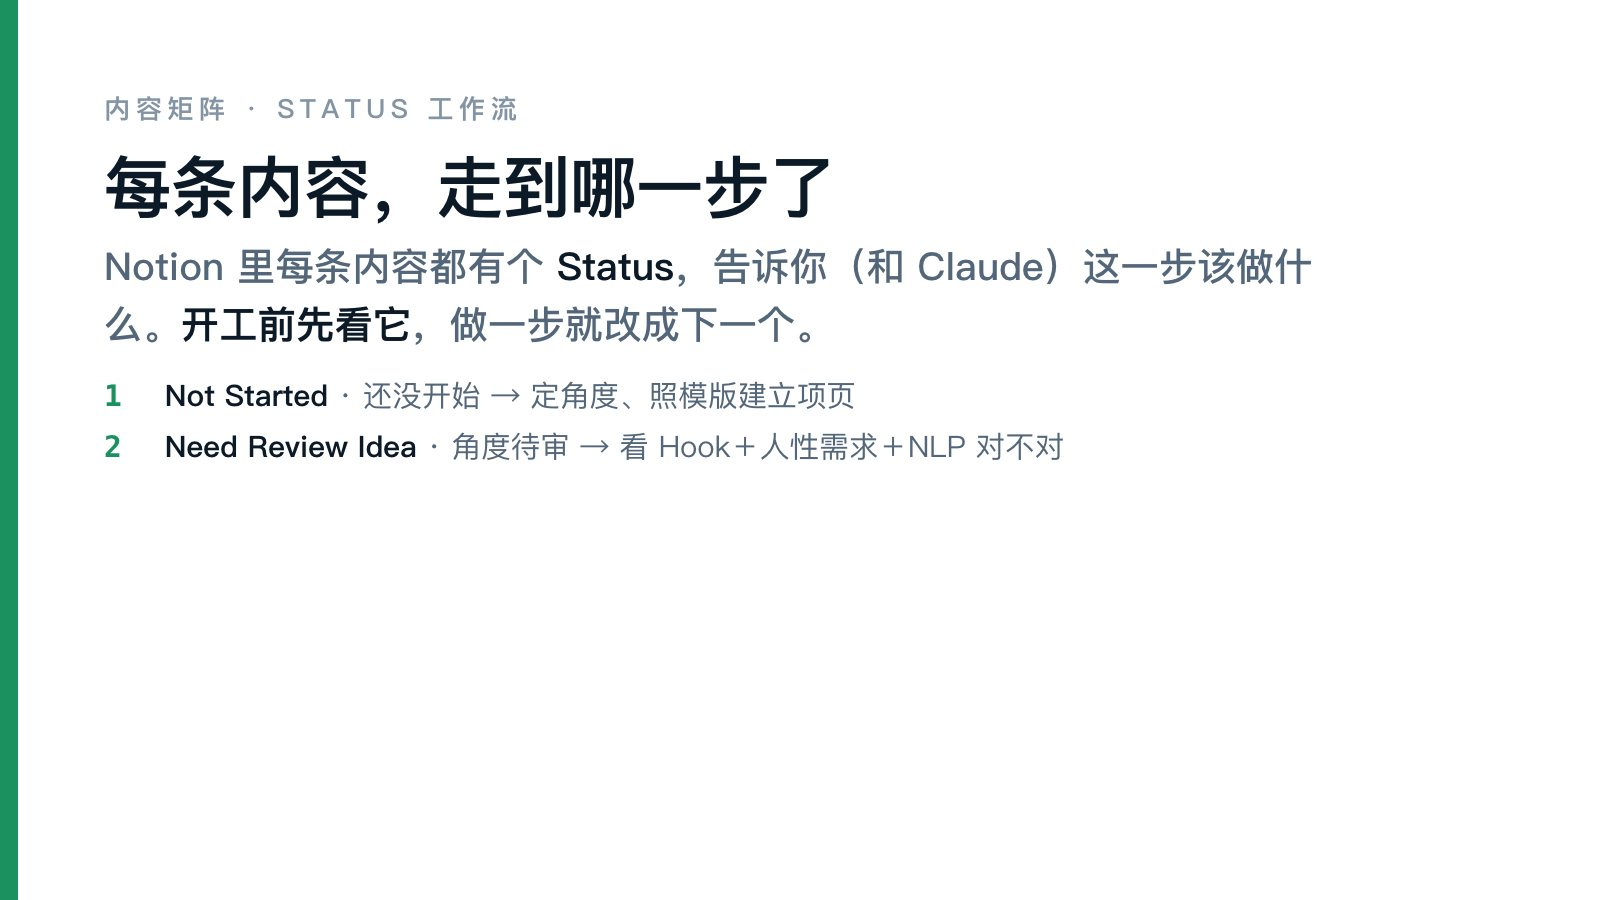 内容矩阵 · STATUS 工作流
每条内容，走到哪一步了
Notion 里每条内容都有个 Status，告诉你（和 Claude）这一步该做什
么。开工前先看它，做一步就改成下一个。
1 Not Started · 还没开始 → 定角度、照模版建立项页
2 Need Review Idea · 角度待审 → 看 Hook＋人性需求＋NLP 对不对